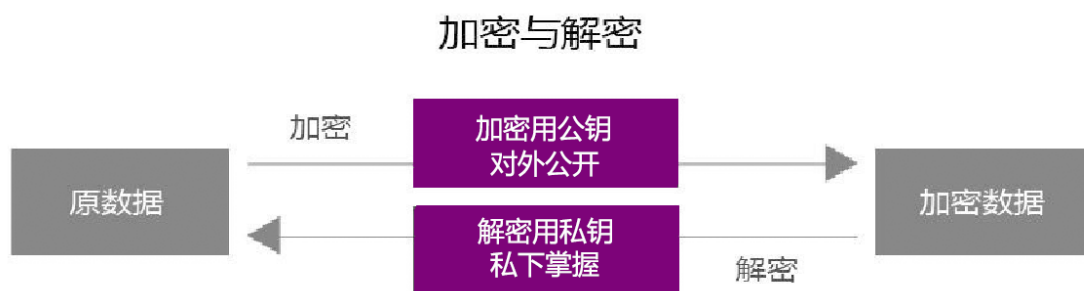 加密与解密
加密
加密用公钥
对外公开
原数据
加密数据
解密用私钥
私下掌握
解密